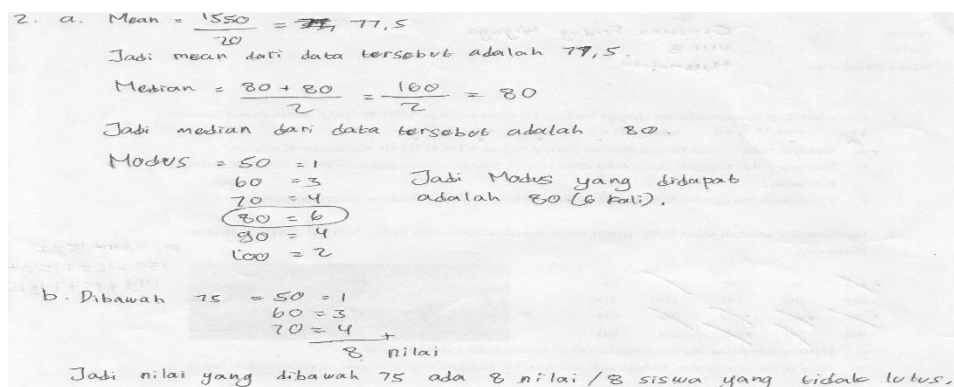 2. a. Mean = 1550/20 = 77,5
Jadi mean dari data tersebut adalah 77,5.
Median = 80 + 80/2 = 160/2 = 80
Jadi median dari data tersebut adalah 80.
Modus = 50 = 1
60 = 3 Jadi Modus yang didapat
70 = 4 adalah 80 (6 kali).
80 = 6
90 = 4
100 = 2
b. Dibawah 75 = 50 = 1
60 = 3
70 = 4 +
8 nilai
Jadi nilai yang dibawah 75 ada 8 nilai / 8 siswa yang tidak lulus.